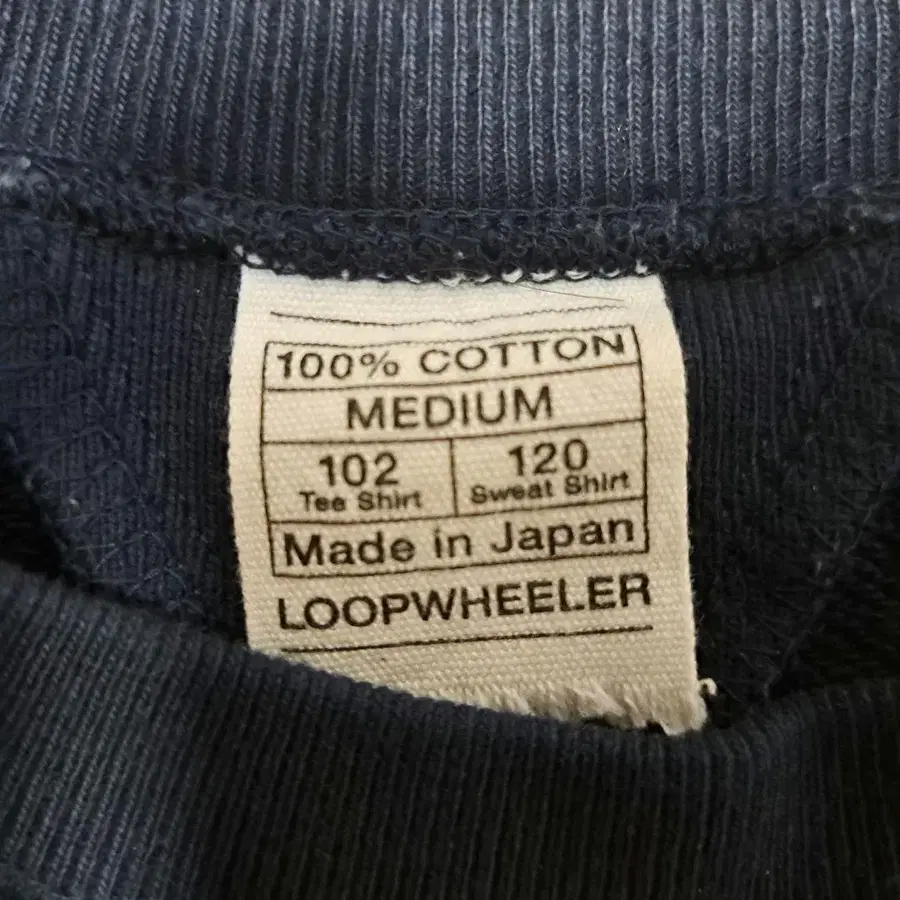 100% COTTON
MEDIUM
102 120
Tee Shirt Sweat Shirt
Made in Japan
LOOPWHEELER